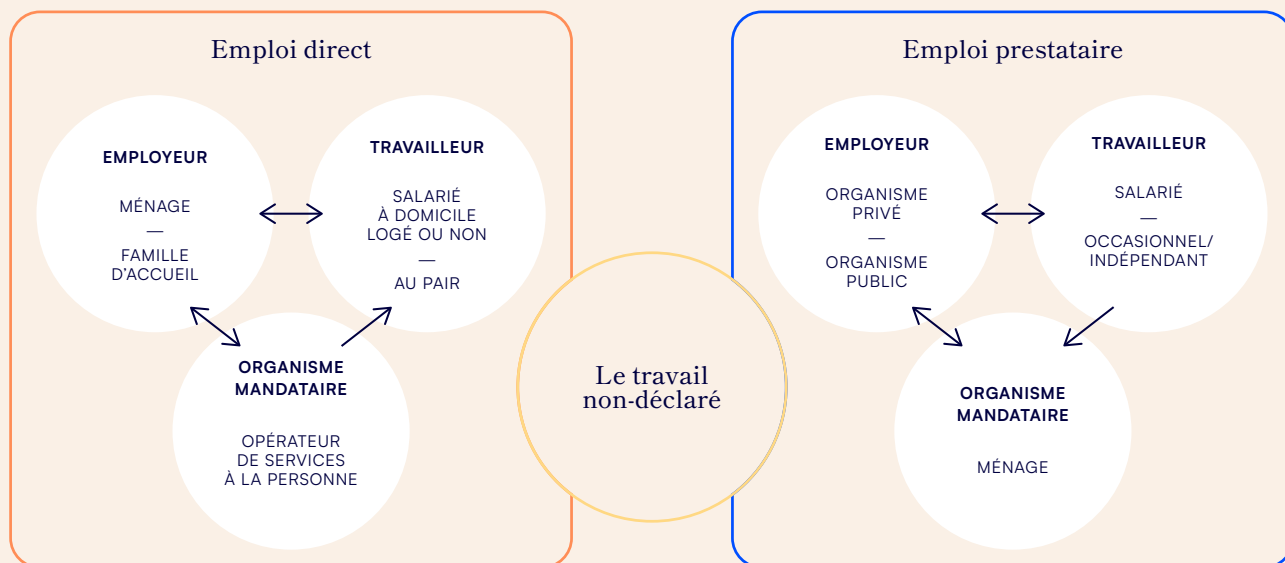 Emploi direct
EMPLOYEUR
MÉNAGE
—
FAMILLE
D'ACCUEIL
TRAVAILLEUR
SALARIÉ
À DOMICILE
LOGÉ OU NON
—
AU PAIR
ORGANISME
MANDATAIRE
OPÉRATEUR
DE SERVICES
À LA PERSONNE
Le travail
non-déclaré
Emploi prestataire
EMPLOYEUR
ORGANISME
PRIVÉ
—
ORGANISME
PUBLIC
TRAVAILLEUR
SALARIÉ
—
OCCASIONNEL/
INDÉPENDANT
ORGANISME
MANDATAIRE
MÉNAGE